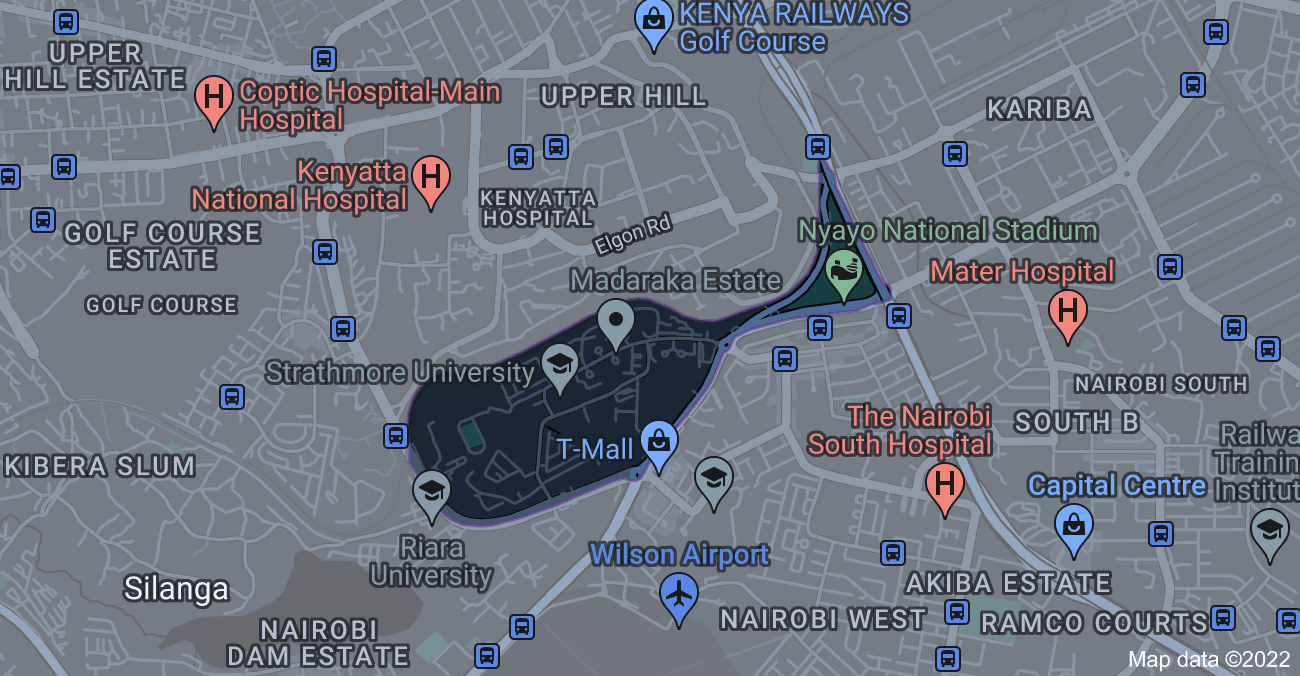 KENYA RAILWAYS
Golf Course
UPPER
HILL ESTATE
Coptic Hospital-Main
Hospital
UPPER HILL
KARIBA
Kenyatta
National Hospital
KENYATTA
HOSPITAL
GOLF COURSE
ESTATE
Elgon Rd
Nyayo National Stadium
Madaraka Estate
Mater Hospital
GOLF COURSE
Strathmore University
NAIROBI SOUTH
The Nairobi
South Hospital
SOUTH B
T-Mall
Railwa
Trainin
Institut
KIBERA SLUM
Capital Centre
Riara
University
Wilson Airport
Silanga
AKIBA ESTATE
NAIROBI WEST
RAMCO COURTS
NAIROBI
DAM ESTATE
Map data ©2022
H
H
H
H